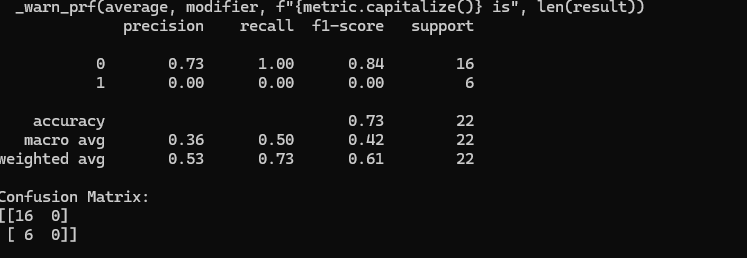 _warn_prf(average, modifier, f"{metric.capitalize()} is", len(result))
precision recall f1-score support
0 0.73 1.00 0.84 16
1 0.00 0.00 0.00 6
accuracy 0.73 22
macro avg 0.36 0.50 0.42 22
weighted avg 0.53 0.73 0.61 22
Confusion Matrix:
[[16 0]
[ 6 0]]